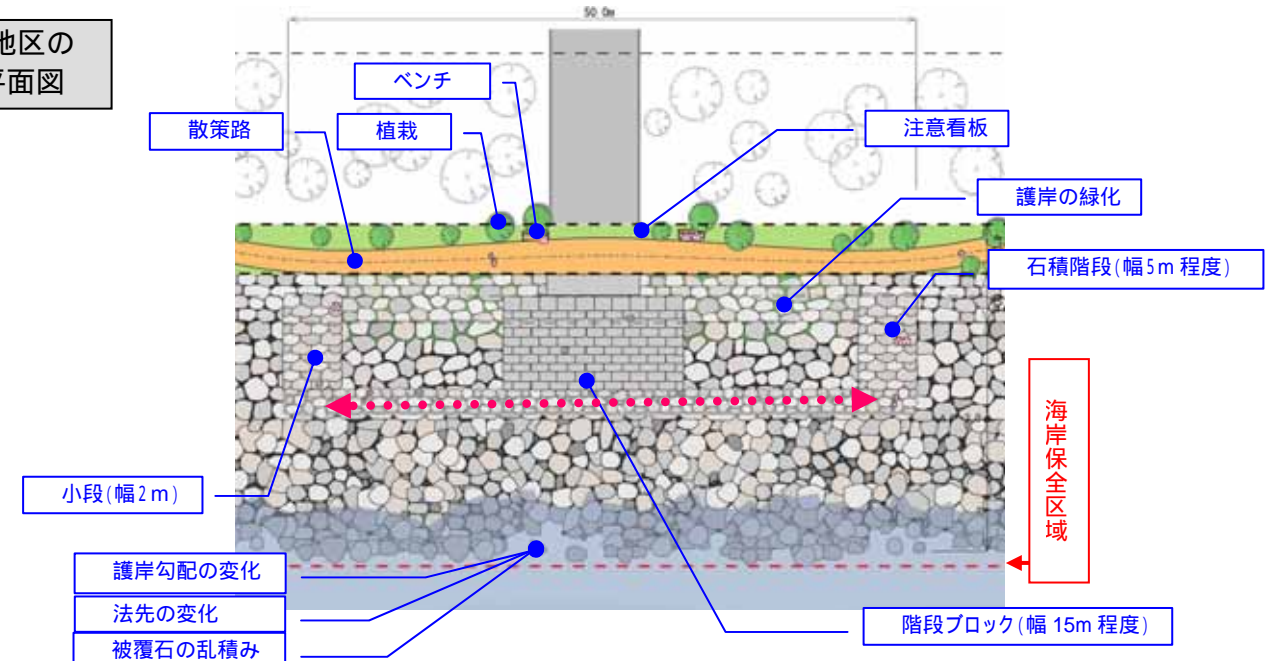 地区の
平面図
50.0m
ベンチ
散策路
植栽
注意看板
護岸の緑化
石積階段(幅5m 程度)
海岸保全区域
小段(幅2m)
護岸勾配の変化
法先の変化
被覆石の乱積み
階段ブロック(幅 15m 程度)